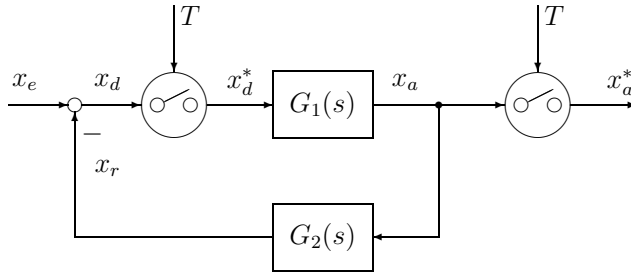 T
T
x_e
x_d
x_d^*
G_1(s)
x_a
x_a^*
−
x_r
G_2(s)